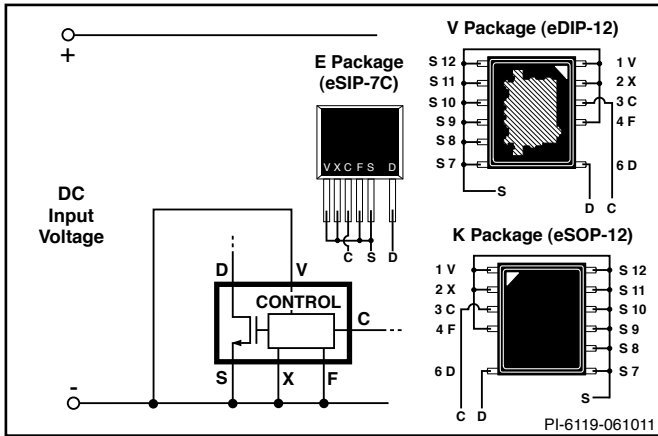 +
DC
Input
Voltage
-
E Package
(eSIP-7C)
V X C F S D
C S D
V Package (eDIP-12)
S 12 1 V
S 11 2 X
S 10 3 C
S 9 4 F
S 8
S 7 6 D
S
D C
D V
CONTROL
C
S X F
K Package (eSOP-12)
1 V S 12
2 X S 11
3 C S 10
4 F S 9
S 8
6 D S 7
C D S
PI-6119-061011